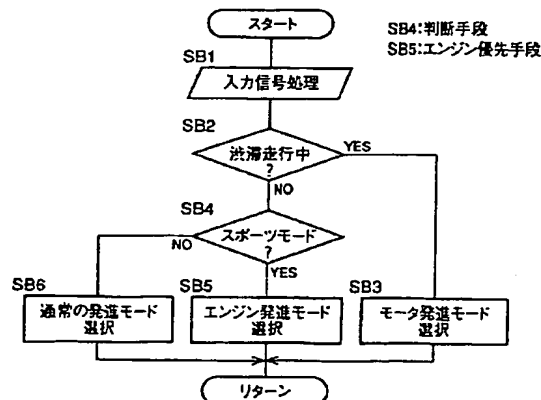 スタート
SB4:判断手段
SB5:エンジン優先手段
SB1
入力信号処理
SB2
渋滞走行中
?
YES
NO
SB4
スポーツモード
?
NO
YES
SB6
通常の発進モード
選択
SB5
エンジン発進モード
選択
SB3
モータ発進モード
選択
リターン